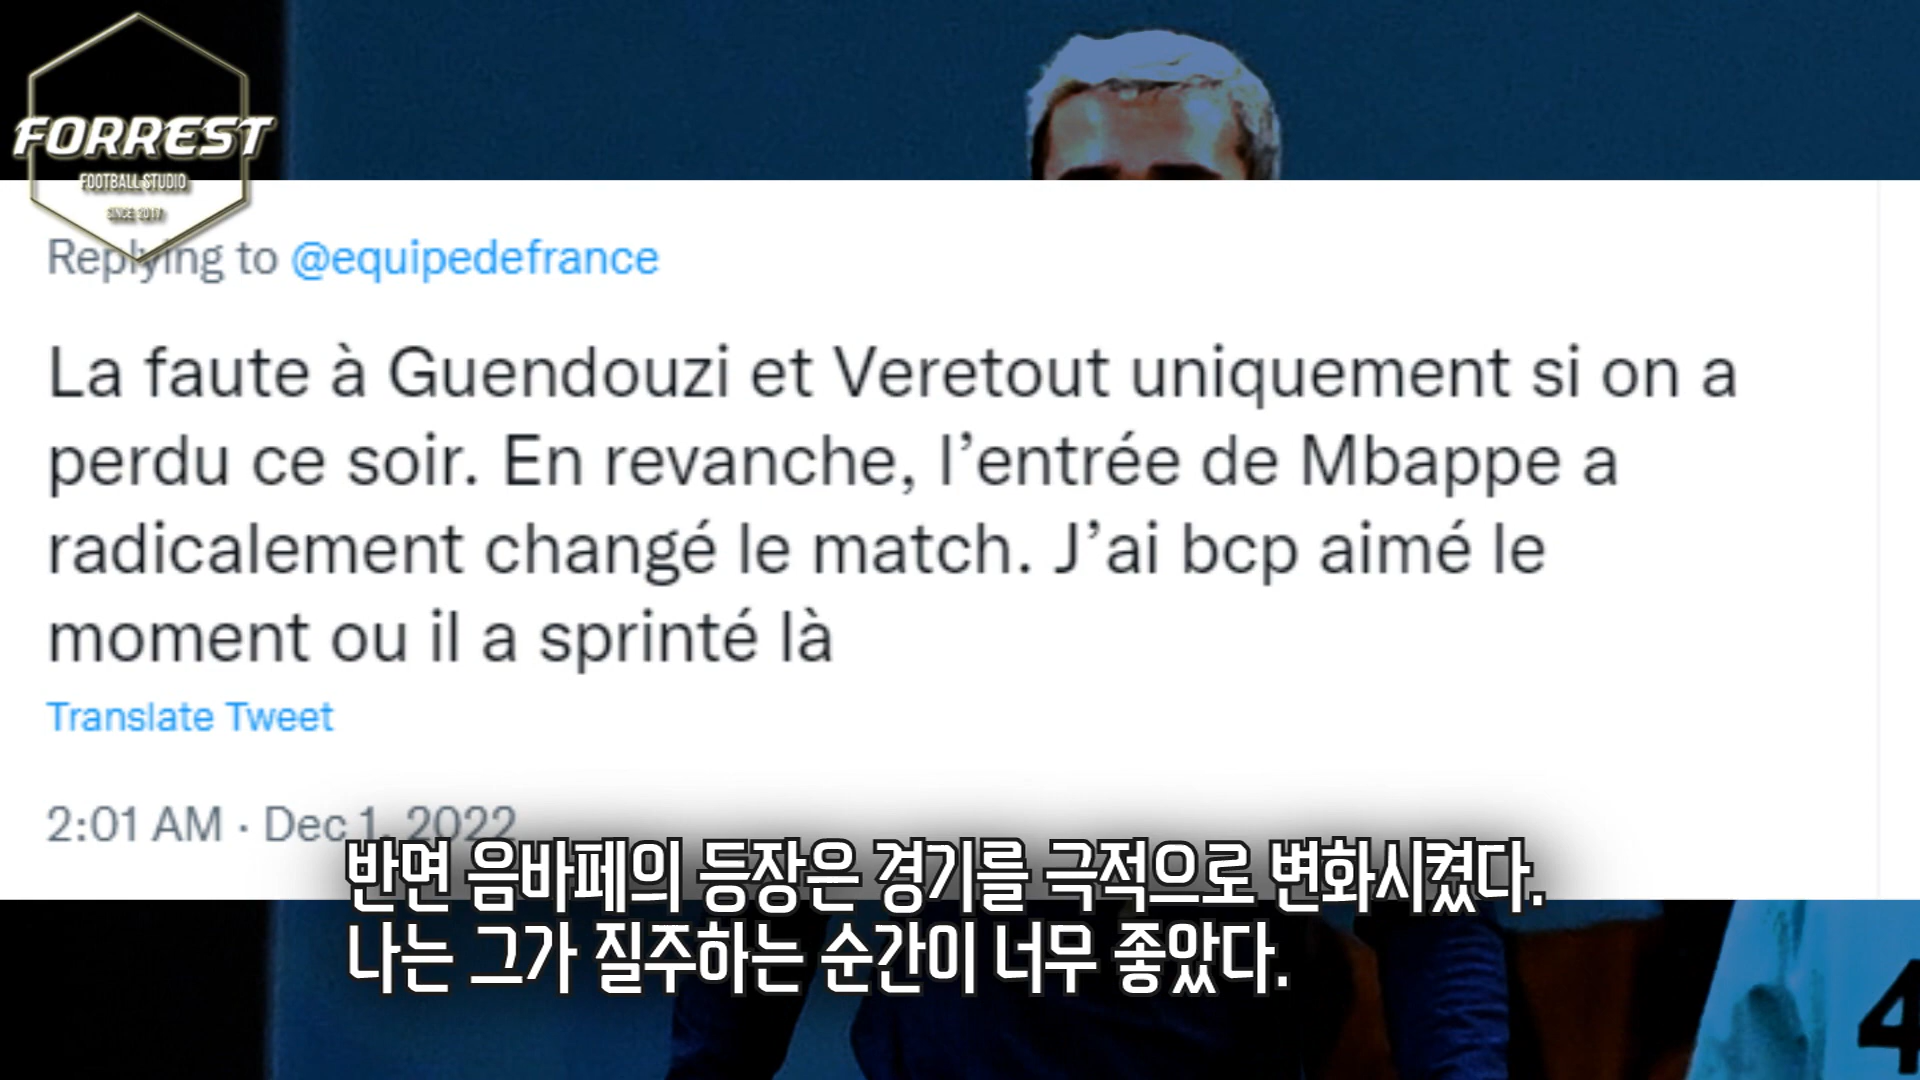 FORREST
FOOTBALL STUDIO
SINCE 2017
Replying to @equipedefrance
La faute à Guendouzi et Veretout uniquement si on a
perdu ce soir. En revanche, l’entrée de Mbappe a
radicalement changé le match. J’ai bcp aimé le
moment ou il a sprinté là
Translate Tweet
2:01 AM · Dec 1, 2022
반면 음바페의 등장은 경기를 극적으로 변화시켰다.
나는 그가 질주하는 순간이 너무 좋았다.
4